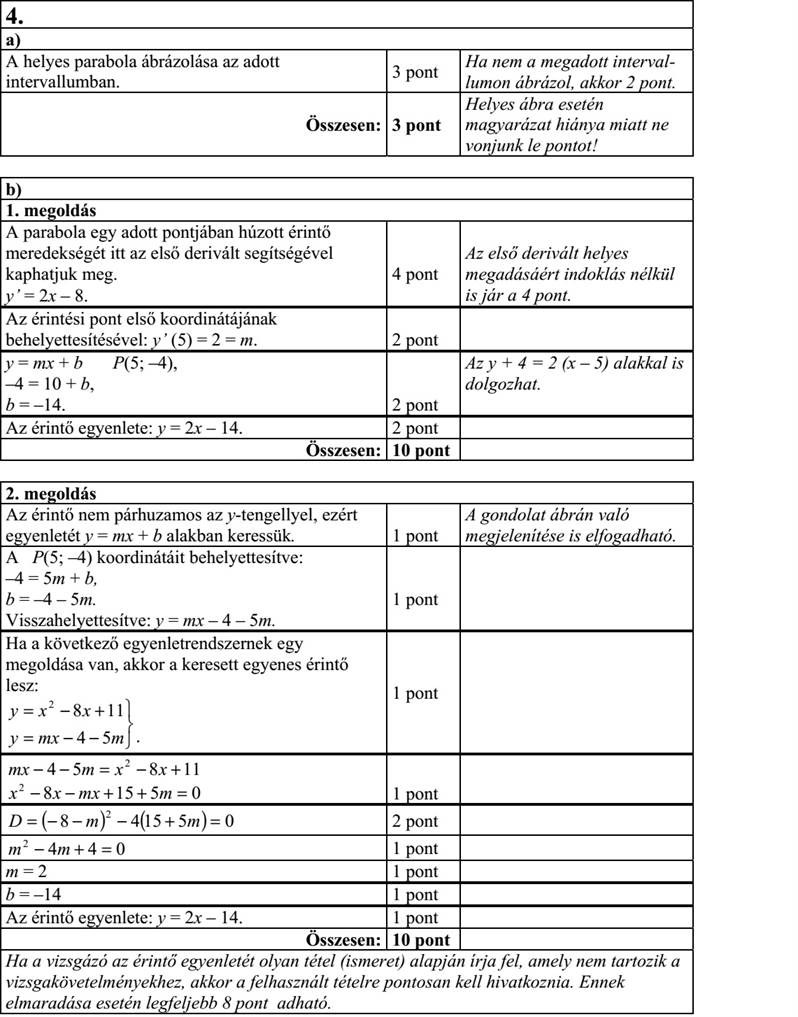 4.
a)
A helyes parabola ábrázolása az adott
intervallumban.
3 pont
Ha nem a megadott interval-
lumon ábrázol, akkor 2 pont.
Összesen:
3 pont
Helyes ábra esetén
magyarázat hiánya miatt ne
vonjunk le pontot!
b)
1. megoldás
A parabola egy adott pontjában húzott érintő
meredekségét itt az első derivált segítségével
kaphatjuk meg.
y’ = 2x – 8.
4 pont
Az első derivált helyes
megadásáért indoklás nélkül
is jár a 4 pont.
Az érintési pont első koordinátájának
behelyettesítésével: y’ (5) = 2 = m.
2 pont
y = mx + b P(5; –4),
–4 = 10 + b,
b = –14.
2 pont
Az y + 4 = 2 (x – 5) alakkal is
dolgozhat.
Az érintő egyenlete: y = 2x – 14.
2 pont
Összesen:
10 pont
2. megoldás
Az érintő nem párhuzamos az y-tengellyel, ezért
egyenletét y = mx + b alakban keressük.
1 pont
A gondolat ábrán való
megjelenítése is elfogadható.
A P(5; –4) koordinátáit behelyettesítve:
–4 = 5m + b,
b = –4 – 5m.
Visszahelyettesítve: y = mx – 4 – 5m.
1 pont
Ha a következő egyenletrendszernek egy
megoldása van, akkor a keresett egyenes érintő
lesz:
y = x² – 8x + 11
y = mx – 4 – 5m } .
1 pont
mx – 4 – 5m = x² – 8x + 11
x² – 8x – mx + 15 + 5m = 0
1 pont
D = (– 8 – m)² – 4(15 + 5m) = 0
2 pont
m² – 4m + 4 = 0
1 pont
m = 2
1 pont
b = –14
1 pont
Az érintő egyenlete: y = 2x – 14.
1 pont
Összesen:
10 pont
Ha a vizsgázó az érintő egyenletét olyan tétel (ismeret) alapján írja fel, amely nem tartozik a
vizsgakövetelményekhez, akkor a felhasznált tételre pontosan kell hivatkoznia. Ennek
elmaradása esetén legfeljebb 8 pont adható.